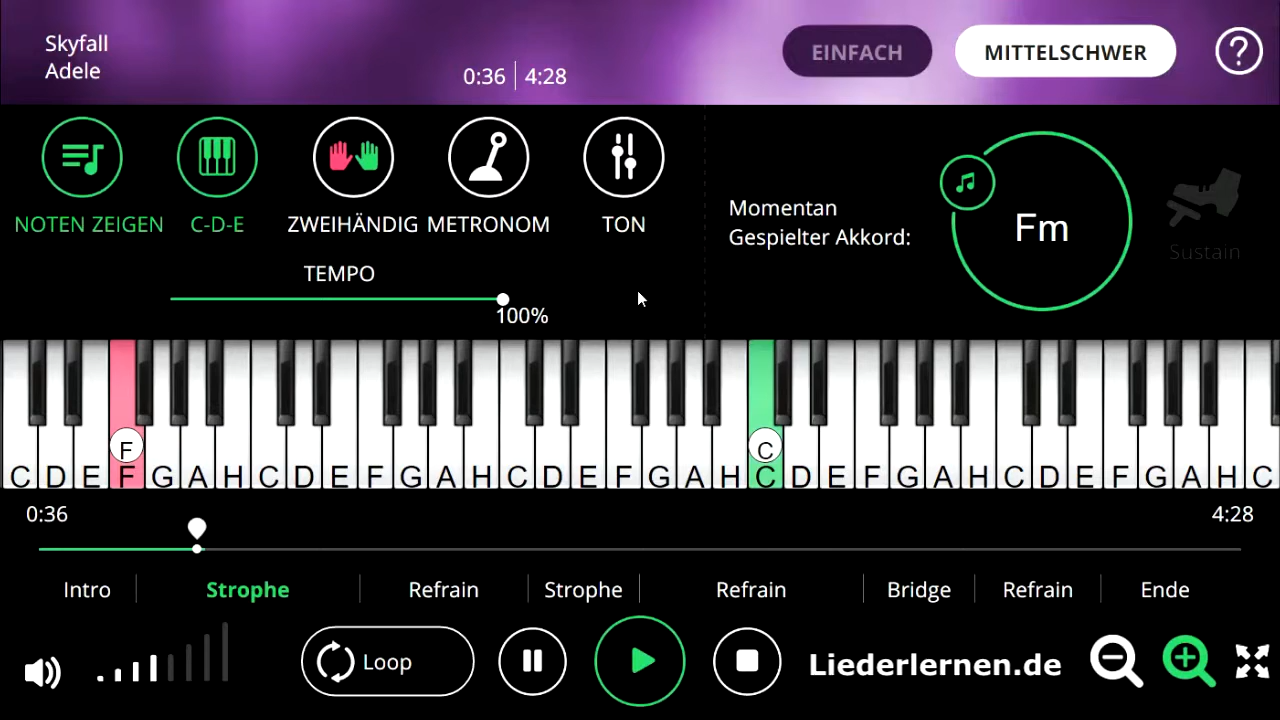 Skyfall
Adele
0:36 | 4:28
EINFACH
MITTELSCHWER
?
NOTEN ZEIGEN
C-D-E
ZWEIHÄNDIG
METRONOM
TON
TEMPO
100%
Momentan
Gespielter Akkord:
Fm
Sustain
F
C
C D E F G A H C D E F G A H C D E F G A H C D E F G A H C D E F G A H C
0:36
4:28
Intro
Strophe
Refrain
Strophe
Refrain
Bridge
Refrain
Ende
Loop
Liederlernen.de